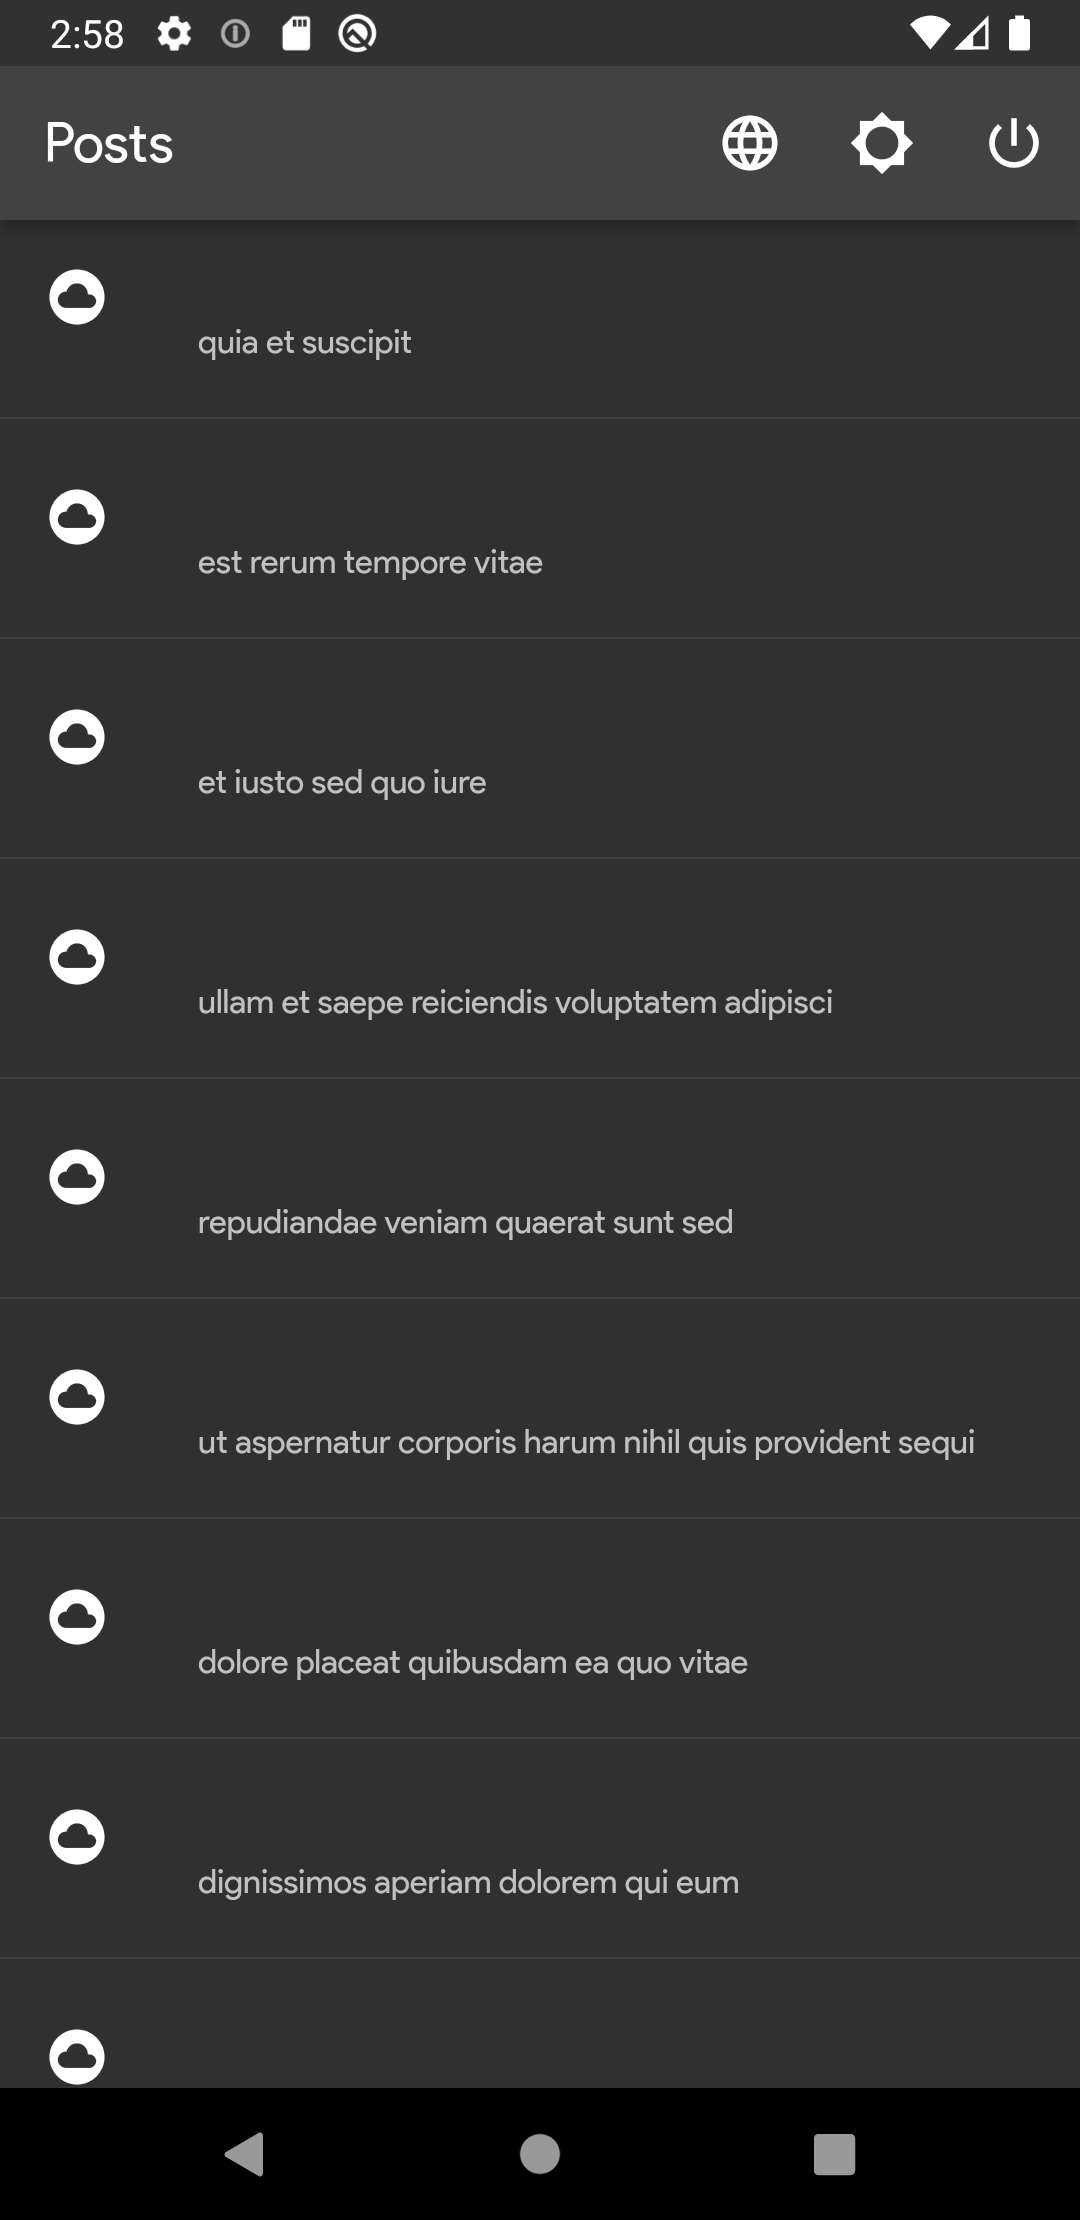 2:58
Posts
quia et suscipit
est rerum tempore vitae
et iusto sed quo iure
ullam et saepe reiciendis voluptatem adipisci
repudiandae veniam quaerat sunt sed
ut aspernatur corporis harum nihil quis provident sequi
dolore placeat quibusdam ea quo vitae
dignissimos aperiam dolorem qui eum